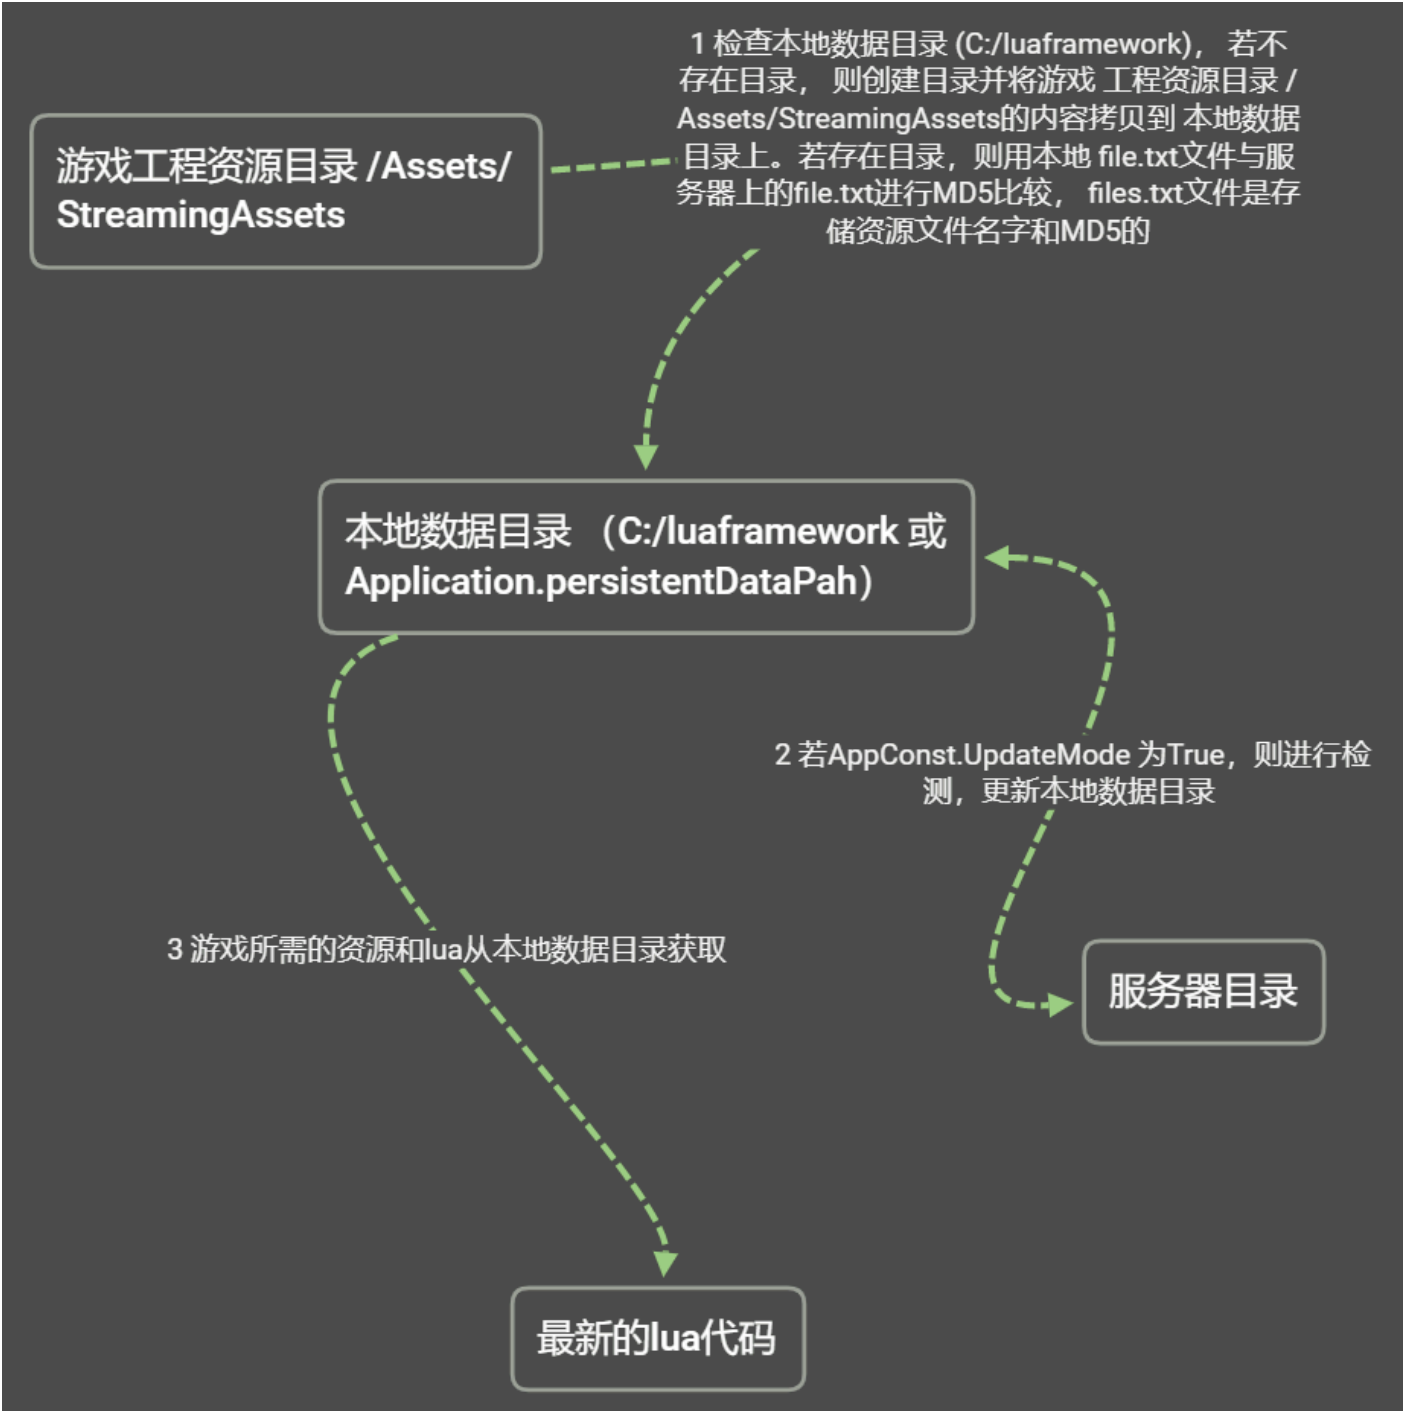 1 检查本地数据目录 (C:/luaframework)， 若不
存在目录， 则创建目录并将游戏 工程资源目录 /
Assets/StreamingAssets的内容拷贝到 本地数据
目录上。若存在目录，则用本地 file.txt文件与服
务器上的file.txt进行MD5比较， files.txt文件是存
储资源文件名字和MD5的
游戏工程资源目录 /Assets/
StreamingAssets
本地数据目录 （C:/luaframework 或
Application.persistentDataPah）
2 若AppConst.UpdateMode 为True，则进行检
测，更新本地数据目录
3 游戏所需的资源和lua从本地数据目录获取
服务器目录
最新的lua代码